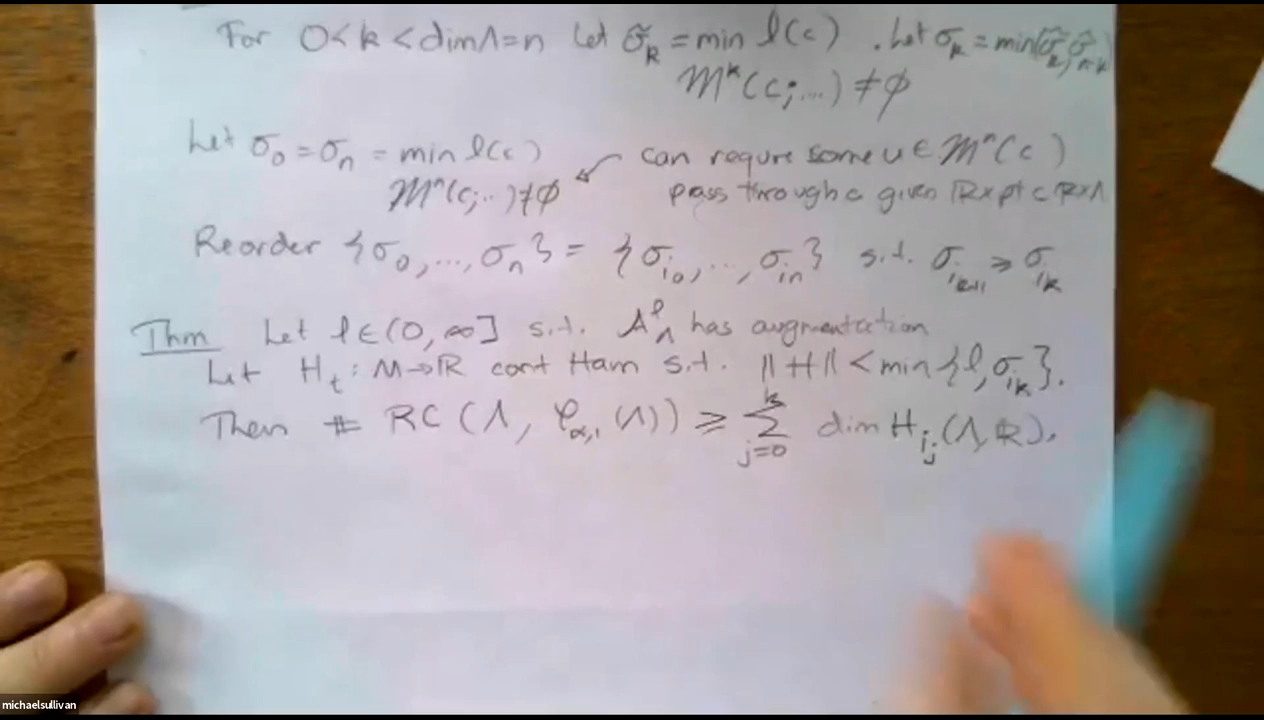 For 0<k<dimΛ=n Let σ̃_k = min l(c) . Let σ_k = min(σ̃_k, σ̃_{n-k})
M^k(c;...) ≠ ∅
Let σ_0 = σ_n = min l(c) ↙ can requre some u ∈ M^n(c)
M^n(c;..) ≠ ∅ pass through a given R×pt ⊂ R×Λ
Reorder {σ_0,...,σ_n} = {σ_{i_0},...,σ_{i_n}} s.t. σ_{i_{k+1}} ≥ σ_{i_k}
Thm Let l ∈ (0, ∞] s.t. A^l_Λ has augmentation
Let H_t : M→R cont Ham s.t. ||H|| < min{l, σ_{i_k}}.
Then # RC(Λ, φ_{α,1}(Λ)) ≥ Σ_{j=0}^{k} dim H_{i_j}(Λ, R).
michaelsullivan